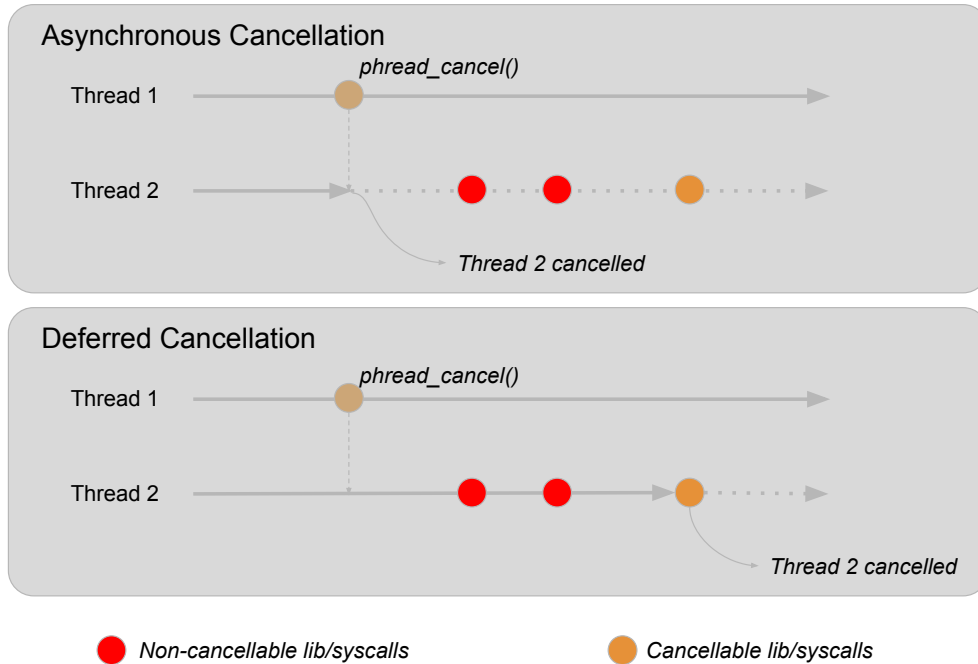 Asynchronous Cancellation
phread_cancel()
Thread 1
Thread 2
Thread 2 cancelled
Deferred Cancellation
phread_cancel()
Thread 1
Thread 2
Thread 2 cancelled
Non-cancellable lib/syscalls
Cancellable lib/syscalls